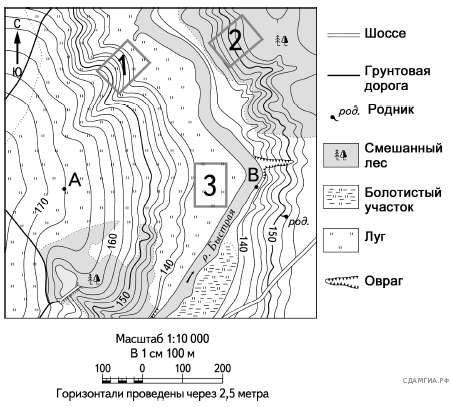 С
Ю
1
2
3
А
В
170
160
150
140
140
150
р. Быстрая
род.
Шоссе
Грунтовая
дорога
род.
Родник
Смешанный
лес
Болотистый
участок
Луг
Овраг
Масштаб 1:10 000
В 1 см 100 м
100 0 100 200
Горизонтали проведены через 2,5 метра
СДАМГИА.РФ